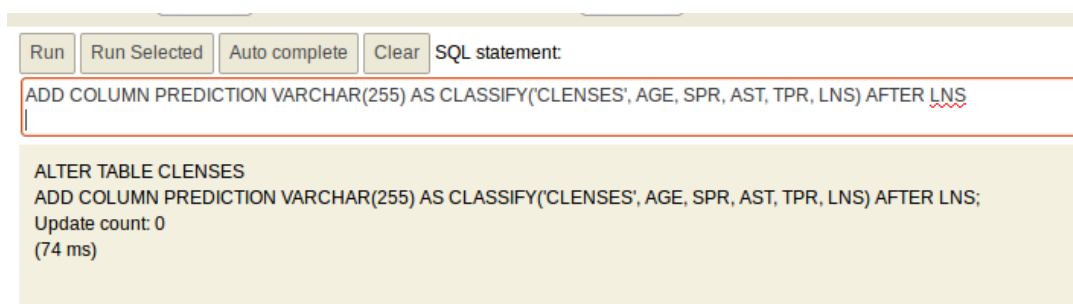 Run Run Selected Auto complete Clear SQL statement:
ADD COLUMN PREDICTION VARCHAR(255) AS CLASSIFY('CLENSES', AGE, SPR, AST, TPR, LNS) AFTER LNS
ALTER TABLE CLENSES
ADD COLUMN PREDICTION VARCHAR(255) AS CLASSIFY('CLENSES', AGE, SPR, AST, TPR, LNS) AFTER LNS;
Update count: 0
(74 ms)